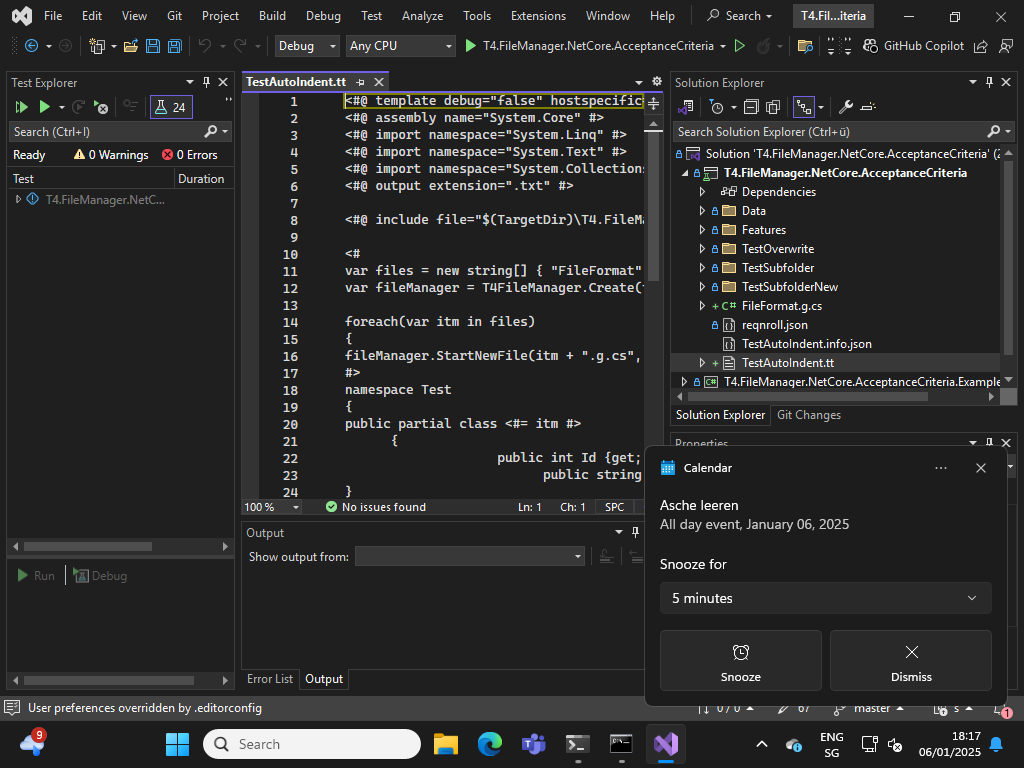 File Edit View Git Project Build Debug Test Analyze Tools Extensions Window Help Search T4.Fil...iteria
Debug Any CPU T4.FileManager.NetCore.AcceptanceCriteria GitHub Copilot
Test Explorer
24
Search (Ctrl+I)
Ready 0 Warnings 0 Errors
Test Duration
T4.FileManager.NetC...
Run Debug
TestAutoIndent.tt
1 <#@ template debug="false" hostspecific
2 <#@ assembly name="System.Core" #>
3 <#@ import namespace="System.Linq" #>
4 <#@ import namespace="System.Text" #>
5 <#@ import namespace="System.Collections
6 <#@ output extension=".txt" #>
7
8 <#@ include file="$(TargetDir)\T4.FileMa
9
10 <#
11 var files = new string[] { "FileFormat"
12 var fileManager = T4FileManager.Create(
13
14 foreach(var itm in files)
15 {
16 fileManager.StartNewFile(itm + ".g.cs",
17 #>
18 namespace Test
19 {
20 public partial class <#= itm #>
21 {
22 public int Id {get;
23 public string
24 }
100 % No issues found Ln: 1 Ch: 1 SPC
Output
Show output from:
Error List Output
Solution Explorer
Search Solution Explorer (Ctrl+ü)
Solution 'T4.FileManager.NetCore.AcceptanceCriteria' (2
T4.FileManager.NetCore.AcceptanceCriteria
Dependencies
Data
Features
TestOverwrite
TestSubfolder
TestSubfolderNew
FileFormat.g.cs
reqnroll.json
TestAutoIndent.info.json
TestAutoIndent.tt
T4.FileManager.NetCore.AcceptanceCriteria.Example
Solution Explorer Git Changes
Properties
Calendar
Asche leeren
All day event, January 06, 2025
Snooze for
5 minutes
Snooze Dismiss
User preferences overridden by .editorconfig 0 / 0 67 master s 1
9 Search ENG 18:17
SG 06/01/2025